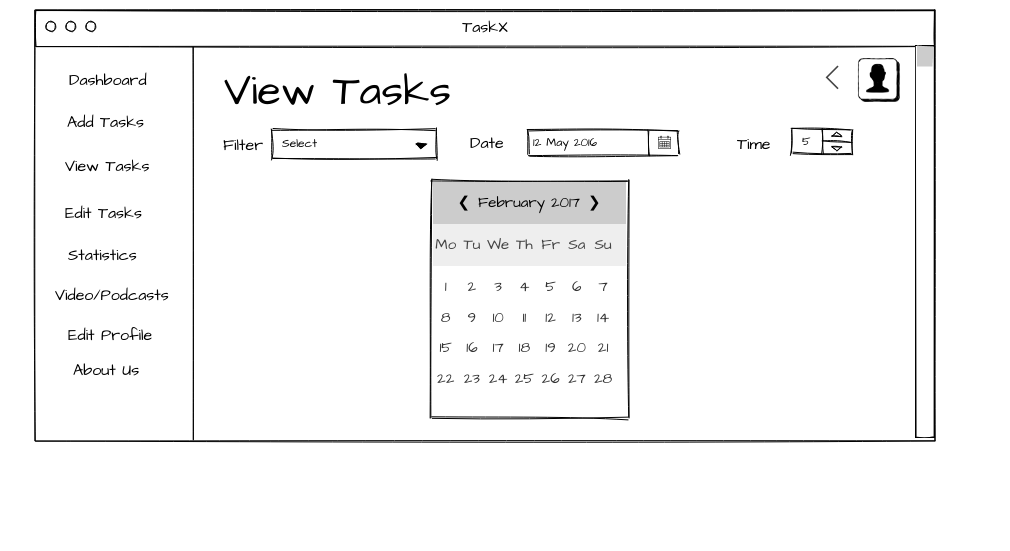 TaskX
Dashboard
Add Tasks
View Tasks
Edit Tasks
Statistics
Video/Podcasts
Edit Profile
About Us
View Tasks
Filter Select Date 12 May 2016 Time 5
❮ February 2017 ❯
Mo Tu We Th Fr Sa Su
1 2 3 4 5 6 7
8 9 10 11 12 13 14
15 16 17 18 19 20 21
22 23 24 25 26 27 28